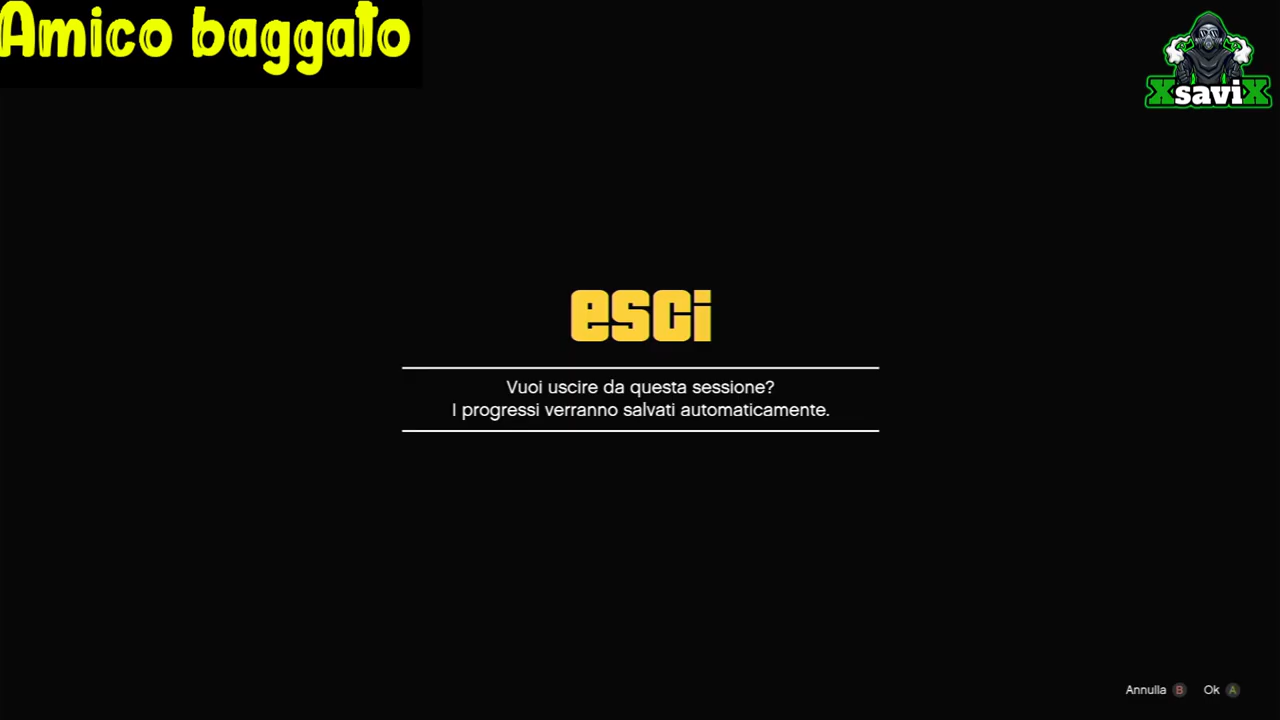 Amico baggato
XsaviX
esci
Vuoi uscire da questa sessione?
I progressi verranno salvati automaticamente.
Annulla B Ok A